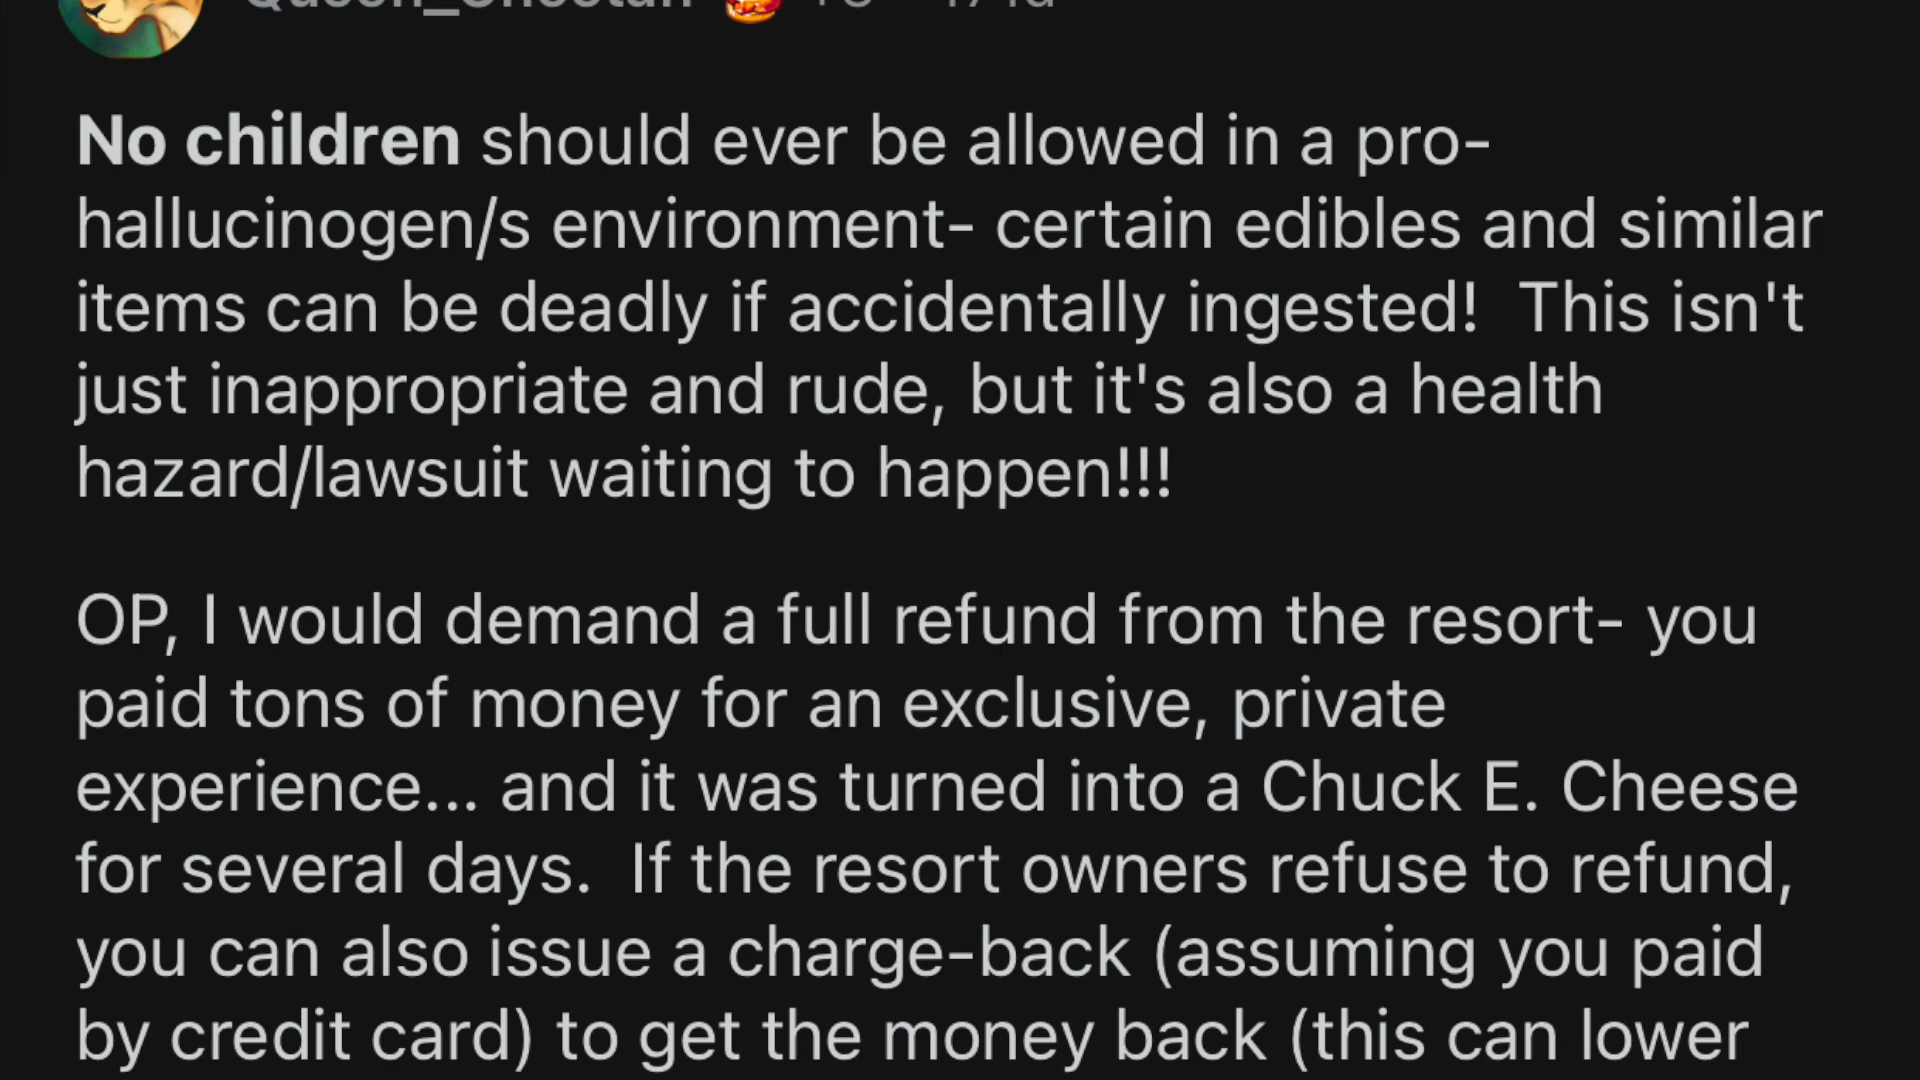 No children should ever be allowed in a pro-
hallucinogen/s environment- certain edibles and similar
items can be deadly if accidentally ingested!  This isn't
just inappropriate and rude, but it's also a health
hazard/lawsuit waiting to happen!!!
OP, I would demand a full refund from the resort- you
paid tons of money for an exclusive, private
experience... and it was turned into a Chuck E. Cheese
for several days.  If the resort owners refuse to refund,
you can also issue a charge-back (assuming you paid
by credit card) to get the money back (this can lower